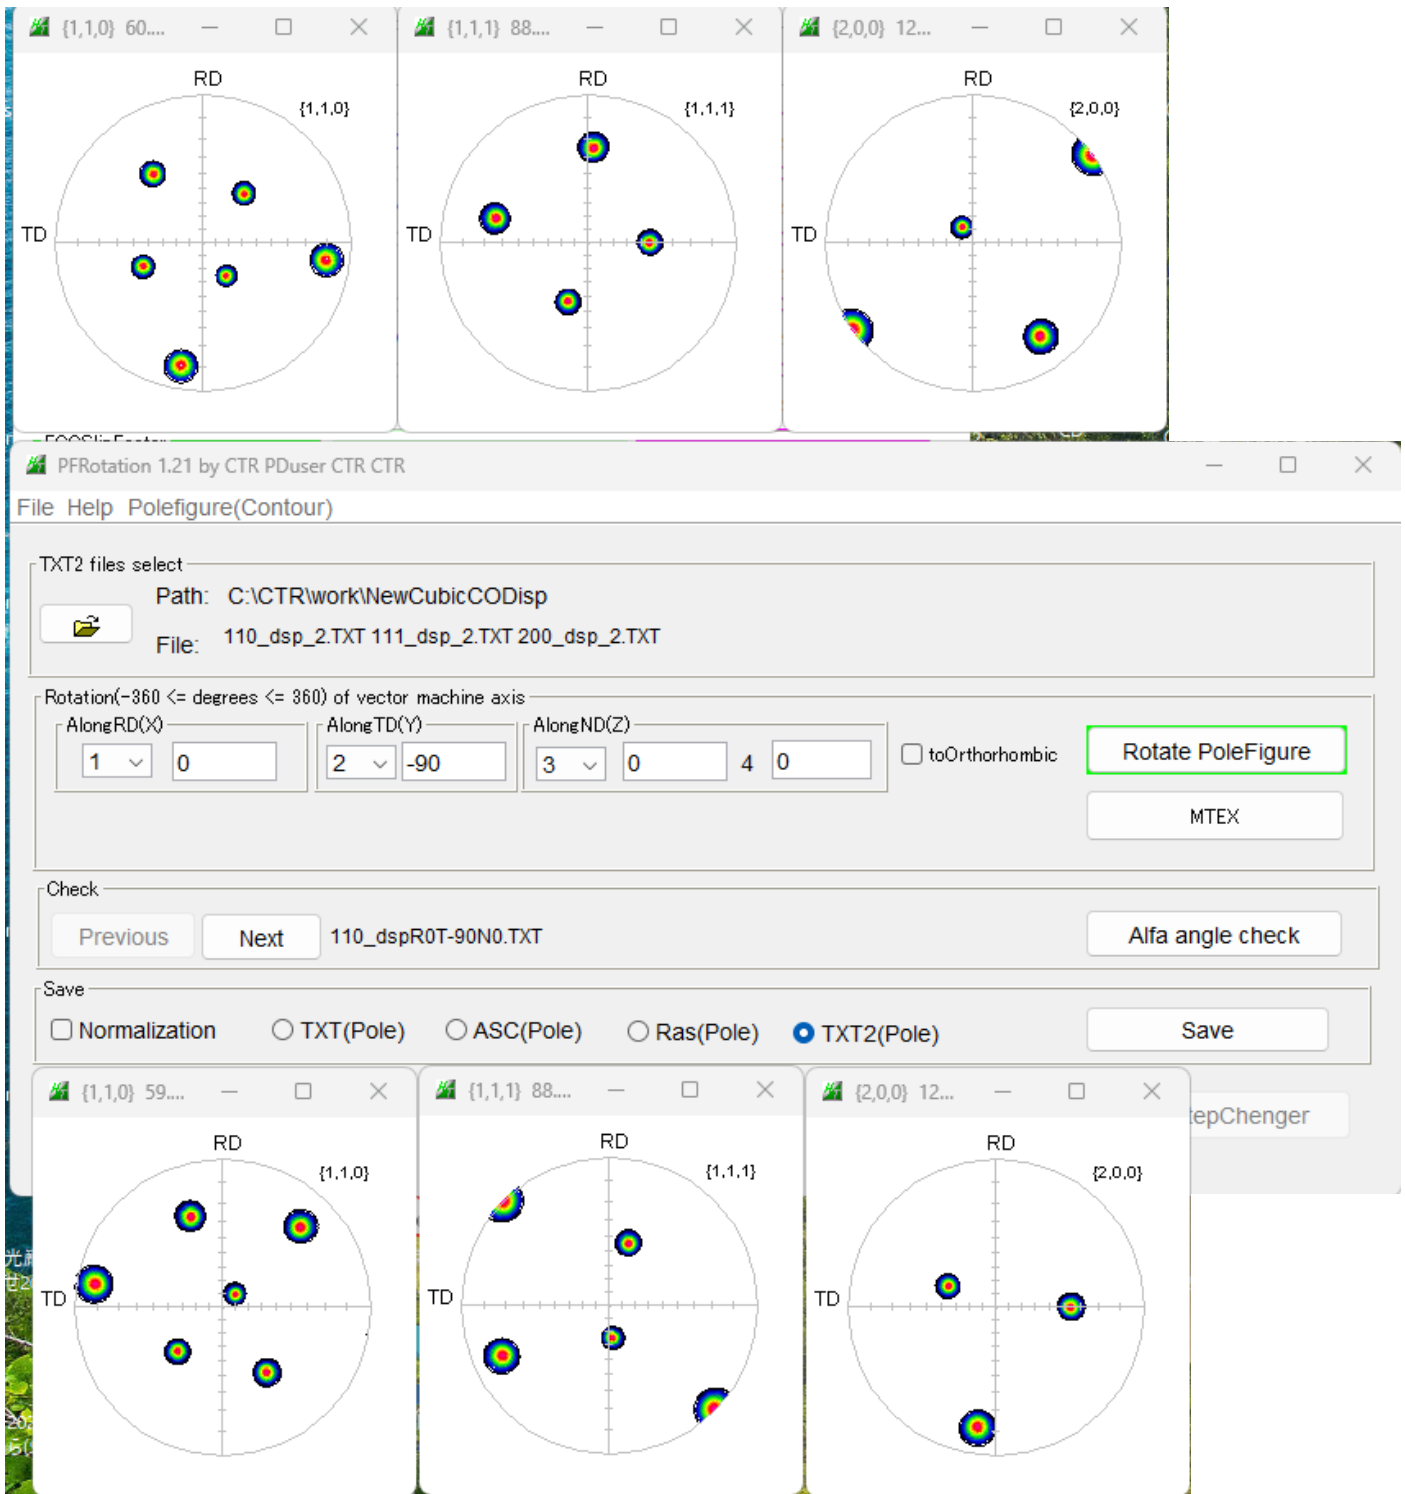 {1,1,0} 60....
{1,1,1} 88....
{2,0,0} 12...
RD
{1,1,0}
TD
RD
{1,1,1}
TD
RD
{2,0,0}
TD
PFRotation 1.21 by CTR PDuser CTR CTR
File Help Polefigure(Contour)
TXT2 files select
Path: C:\CTR\work\NewCubicCODisp
File: 110_dsp_2.TXT 111_dsp_2.TXT 200_dsp_2.TXT
Rotation(-360 <= degrees <= 360) of vector machine axis
AlongRD(X) AlongTD(Y) AlongND(Z)
1 0 2 -90 3 0 4 0 toOrthorhombic Rotate PoleFigure
MTEX
Check
Previous Next 110_dspR0T-90N0.TXT Alfa angle check
Save
Normalization TXT(Pole) ASC(Pole) Ras(Pole) TXT2(Pole) Save
tepChenger
{1,1,0} 59....
{1,1,1} 88....
{2,0,0} 12...
RD
{1,1,0}
TD
RD
{1,1,1}
TD
RD
{2,0,0}
TD